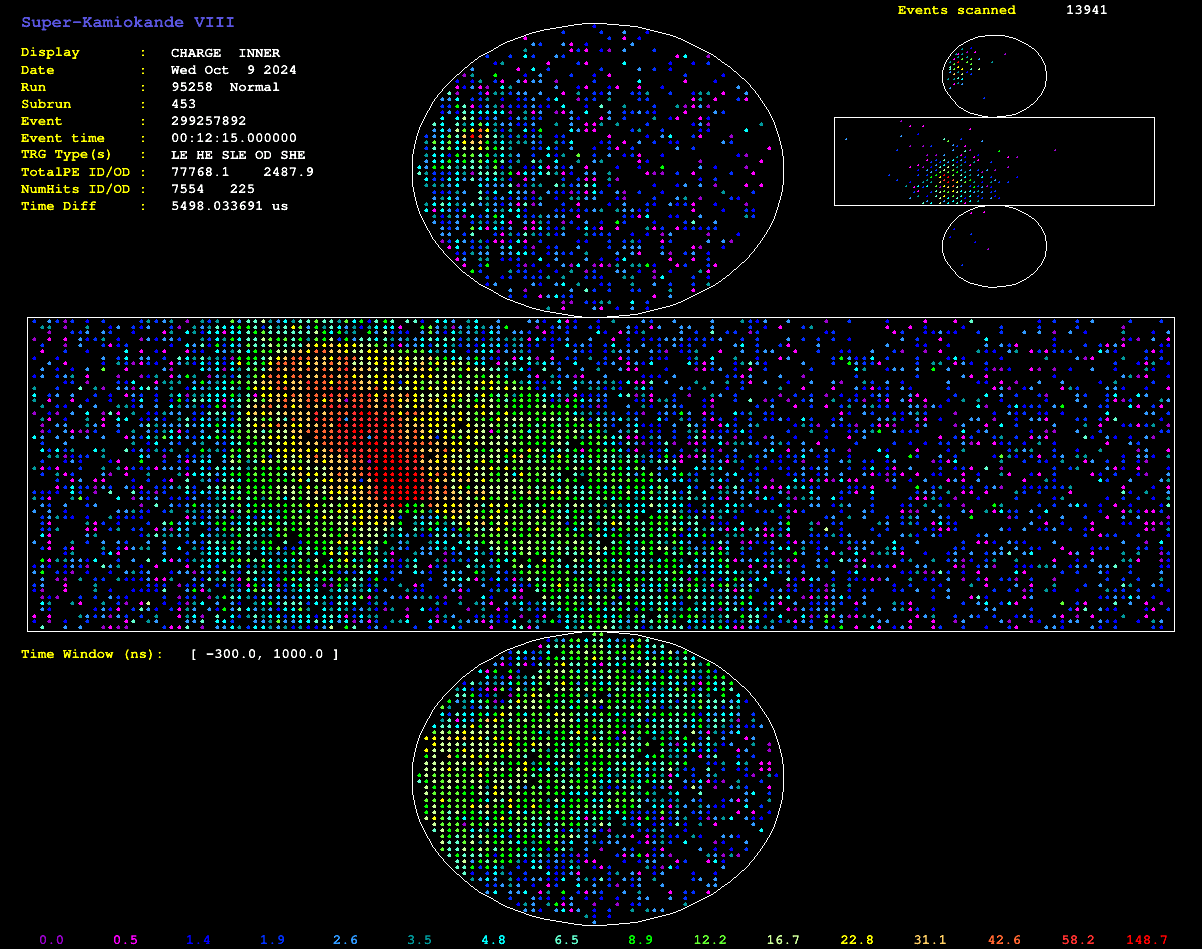 Super-Kamiokande VIII
Display : CHARGE INNER
Date : Wed Oct 9 2024
Run : 95258 Normal
Subrun : 453
Event : 299257892
Event time : 00:12:15.000000
TRG Type(s) : LE HE SLE OD SHE
TotalPE ID/OD : 77768.1 2487.9
NumHits ID/OD : 7554 225
Time Diff : 5498.033691 us
Events scanned 13941
Time Window (ns): [ -300.0, 1000.0 ]
0.0 0.5 1.4 1.9 2.6 3.5 4.8 6.5 8.9 12.2 16.7 22.8 31.1 42.6 58.2 148.7